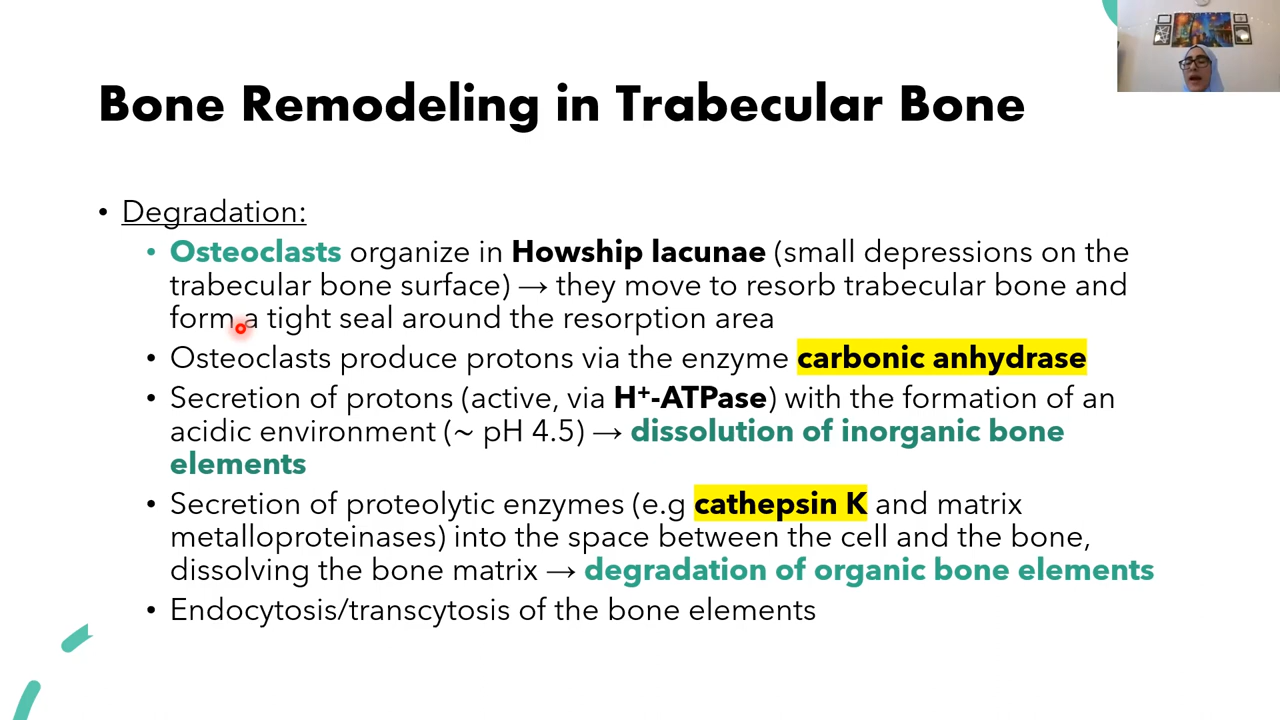 Bone Remodeling in Trabecular Bone
• Degradation:
• Osteoclasts organize in Howship lacunae (small depressions on the
trabecular bone surface) → they move to resorb trabecular bone and
form a tight seal around the resorption area
• Osteoclasts produce protons via the enzyme carbonic anhydrase
• Secretion of protons (active, via H⁺-ATPase) with the formation of an
acidic environment (~ pH 4.5) → dissolution of inorganic bone
elements
• Secretion of proteolytic enzymes (e.g cathepsin K and matrix
metalloproteinases) into the space between the cell and the bone,
dissolving the bone matrix → degradation of organic bone elements
• Endocytosis/transcytosis of the bone elements